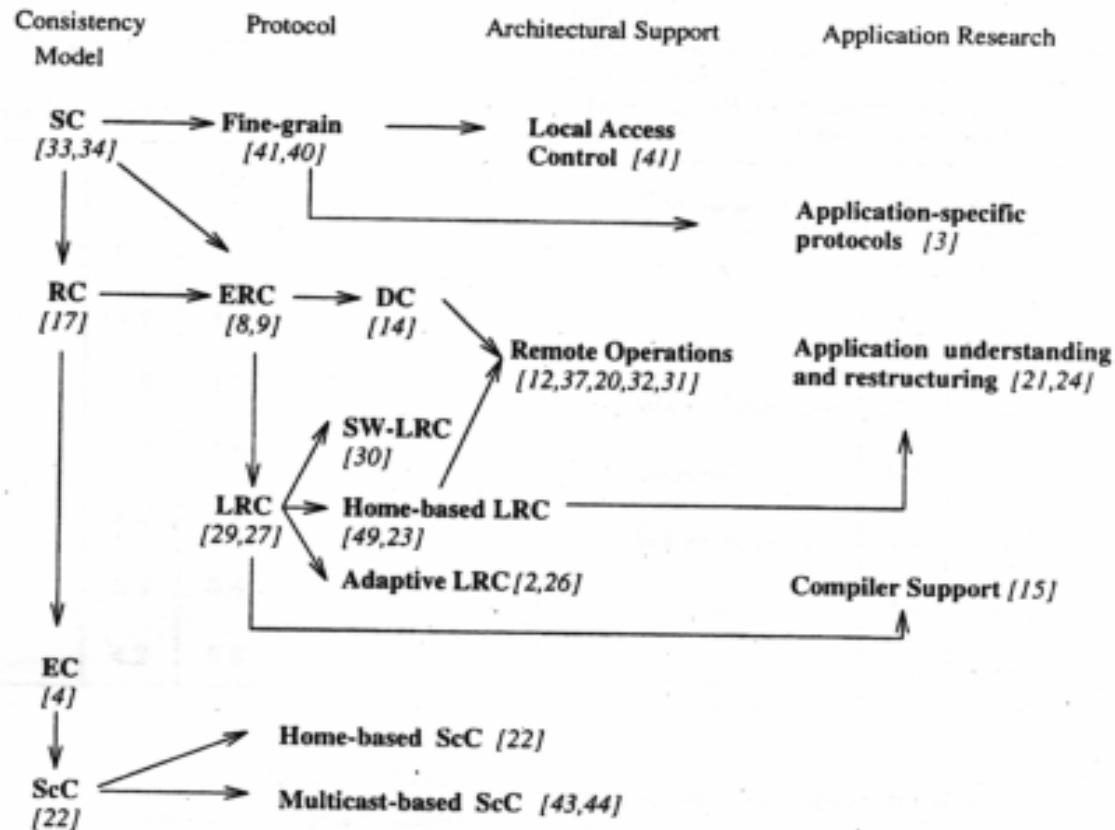 Consistency Model
Protocol
Architectural Support
Application Research
SC
[33,34]
Fine-grain
[41,40]
Local Access
Control [41]
Application-specific
protocols [3]
RC
[17]
ERC
[8,9]
DC
[14]
Remote Operations
[12,37,20,32,31]
Application understanding
and restructuring [21,24]
SW-LRC
[30]
LRC
[29,27]
Home-based LRC
[49,23]
Adaptive LRC [2,26]
Compiler Support [15]
EC
[4]
Home-based ScC [22]
ScC
[22]
Multicast-based ScC [43,44]